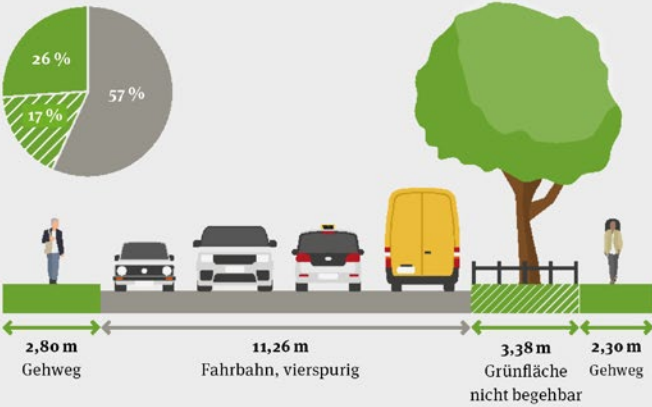 26 %
57 %
17 %
2,80 m
Gehweg
11,26 m
Fahrbahn, vierspurig
3,38 m
Grünfläche
nicht begehbar
2,30 m
Gehweg